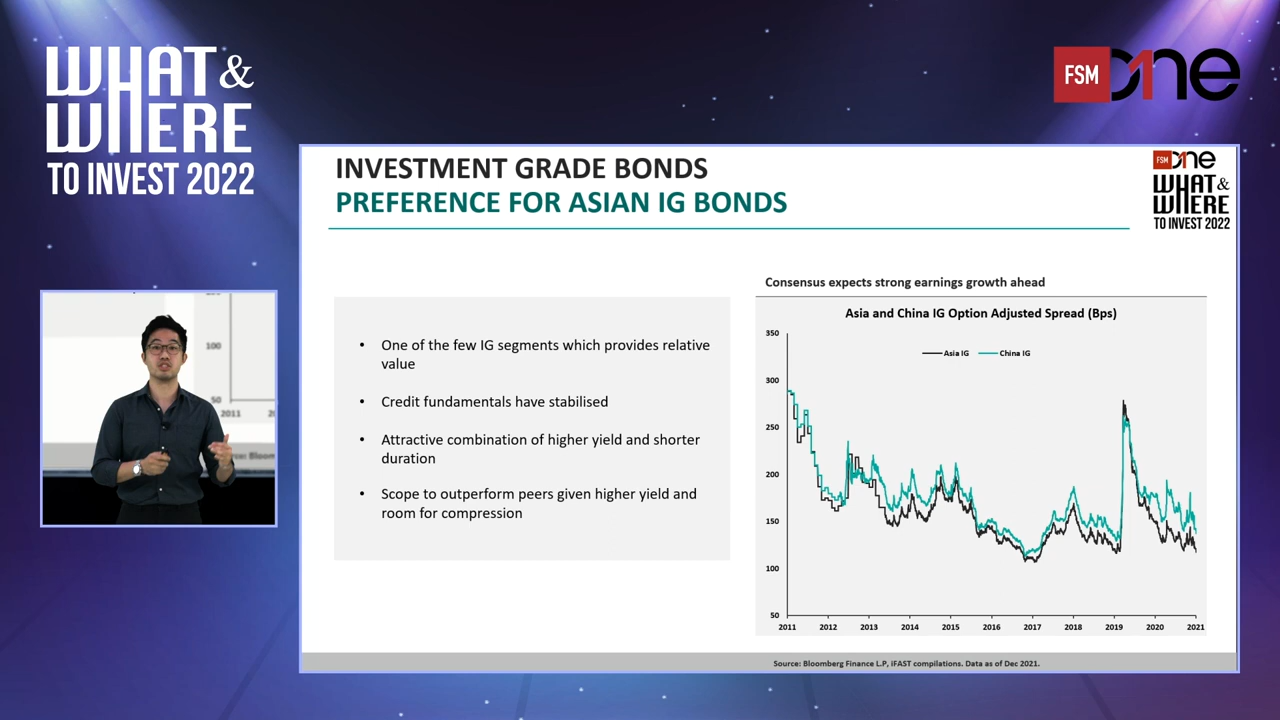 WHAT &
WHERE
TO INVEST 2022
FSM One
INVESTMENT GRADE BONDS
PREFERENCE FOR ASIAN IG BONDS
FSM One
WHAT &
WHERE
TO INVEST 2022
• One of the few IG segments which provides relative
value
• Credit fundamentals have stabilised
• Attractive combination of higher yield and shorter
duration
• Scope to outperform peers given higher yield and
room for compression
Consensus expects strong earnings growth ahead
Asia and China IG Option Adjusted Spread (Bps)
Asia IG China IG
350
300
250
200
150
100
50
2011 2012 2013 2014 2015 2016 2017 2018 2019 2020 2021
Source: Bloomberg Finance L.P, iFAST compilations. Data as of Dec 2021.
100
50
2011